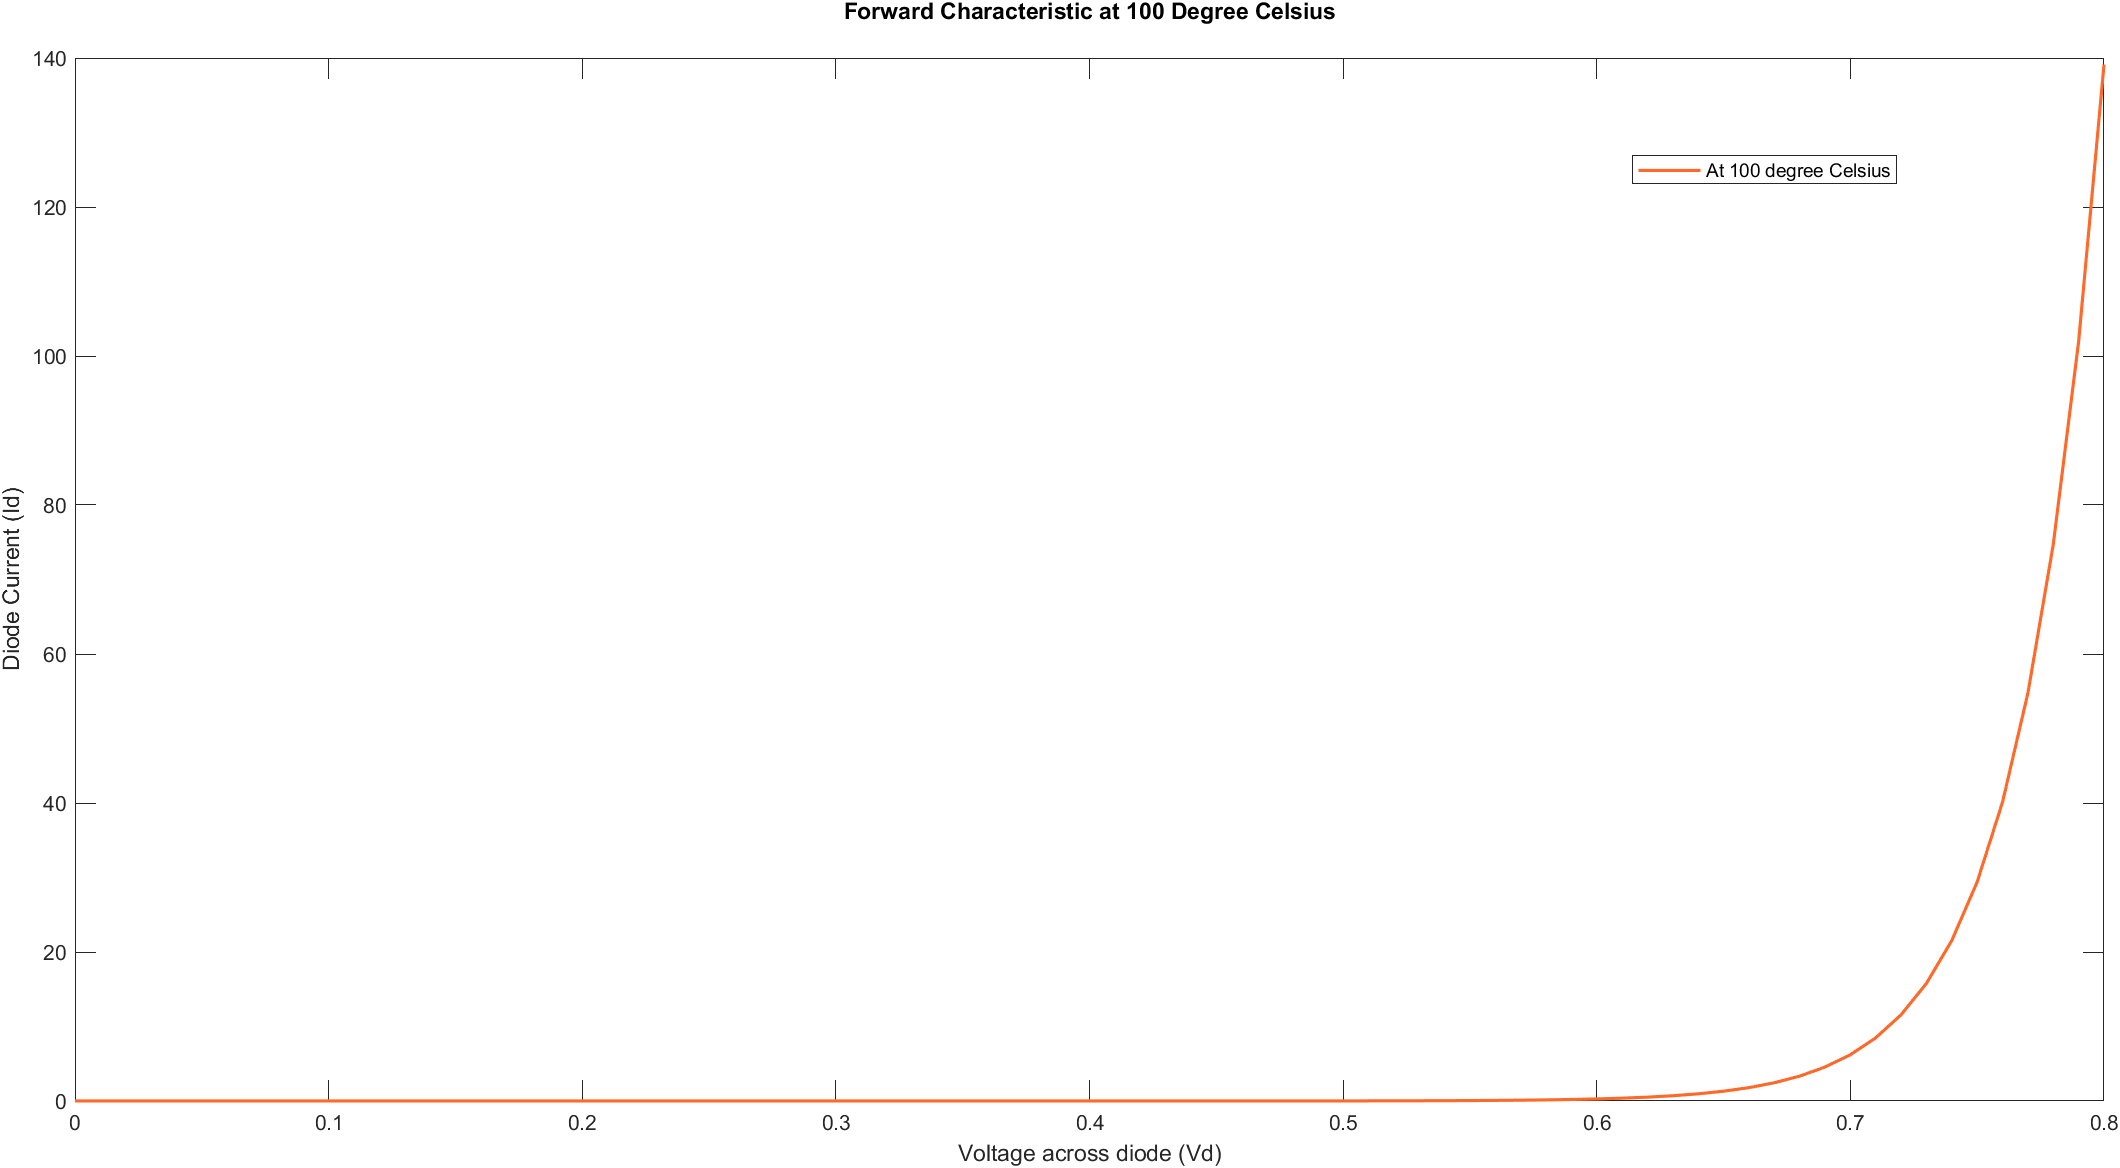 Forward Characteristic at 100 Degree Celsius
140
120
100
80
60
40
20
0
At 100 degree Celsius
Diode Current (Id)
0 0.1 0.2 0.3 0.4 0.5 0.6 0.7 0.8
Voltage across diode (Vd)